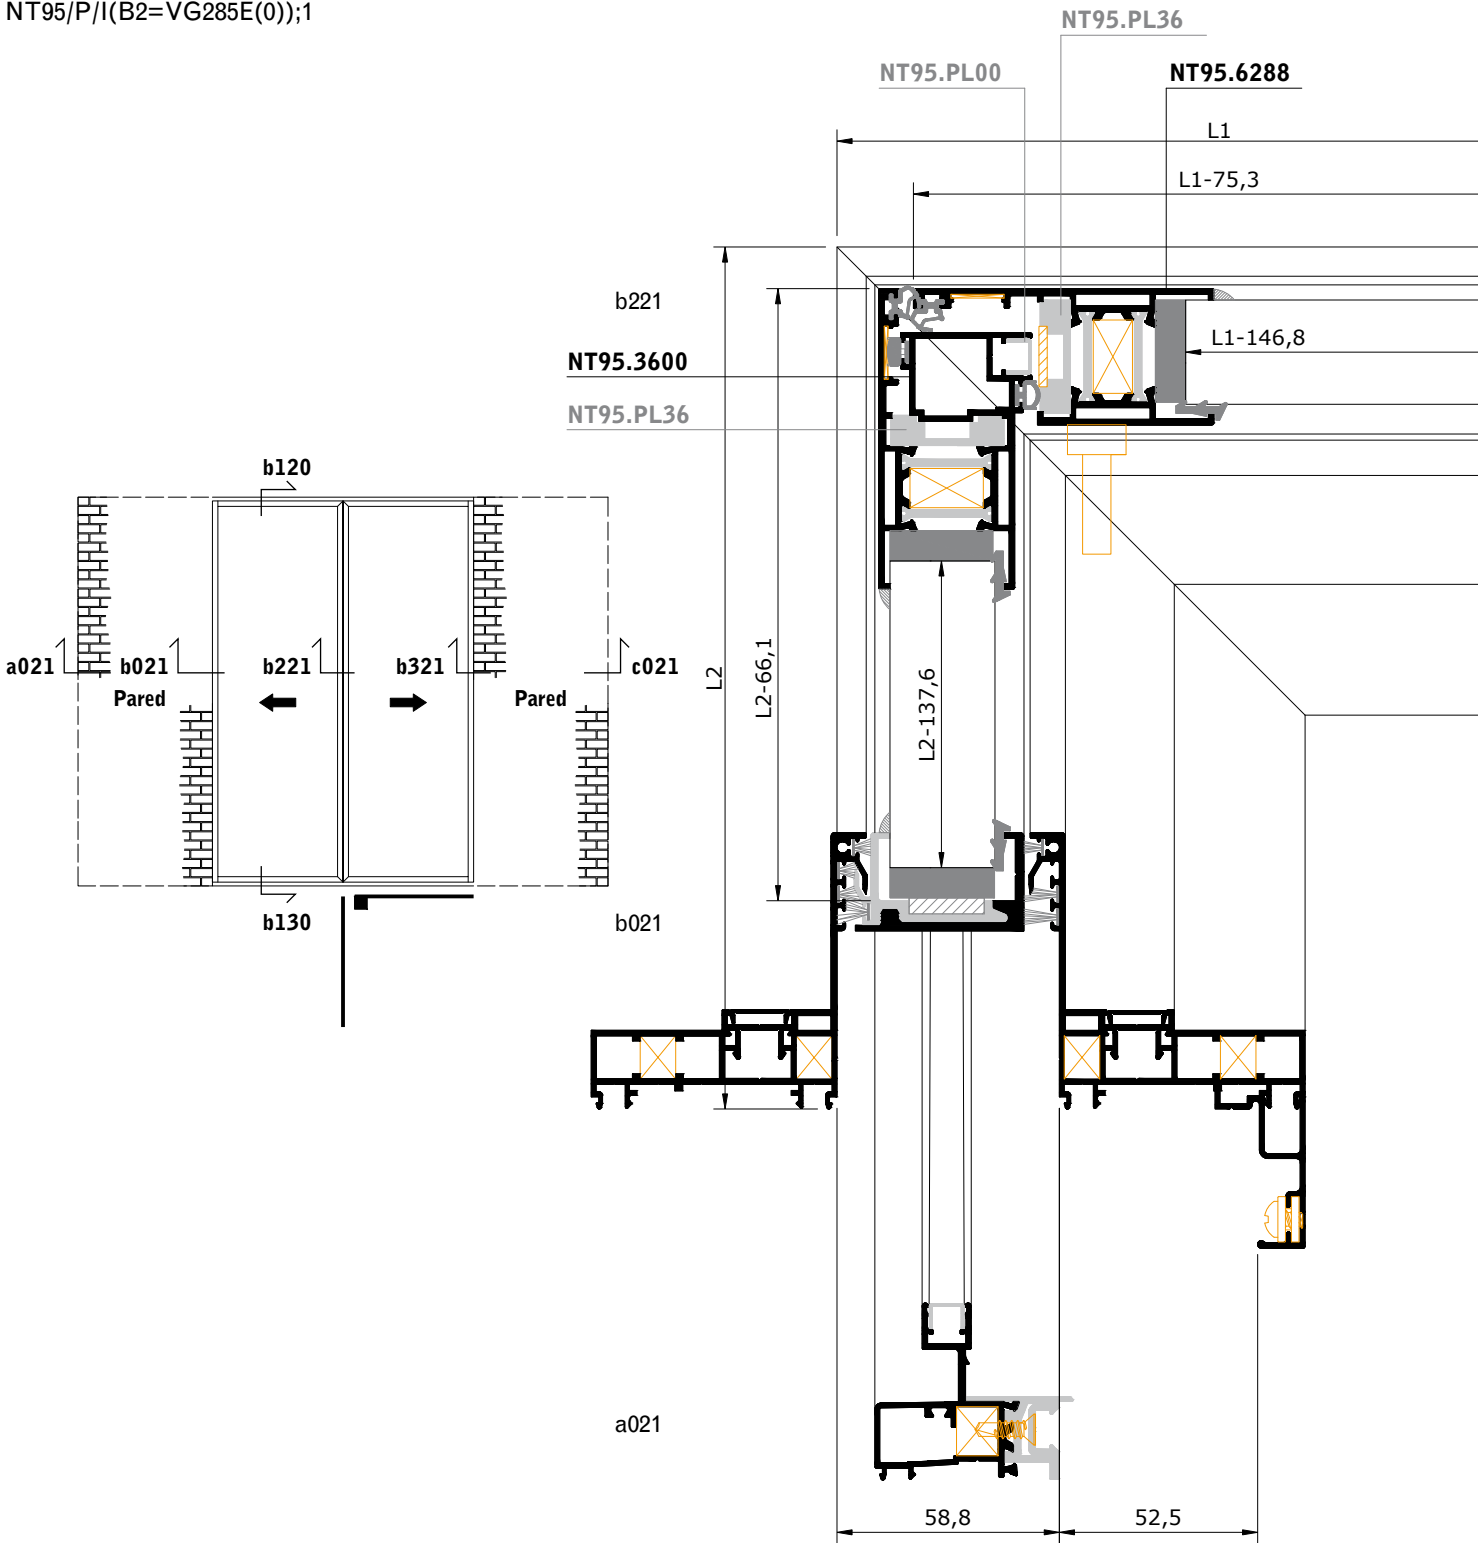 NT95/P/I(B2=VG285E(0));1
NT95.PL36
NT95.PL00
NT95.6288
L1
L1-75,3
b221
L1-146,8
NT95.3600
NT95.PL36
b120
a021
b021
b221
b321
c021
Pared
Pared
L2
L2-66,1
L2-137,6
b130
b021
a021
58,8
52,5